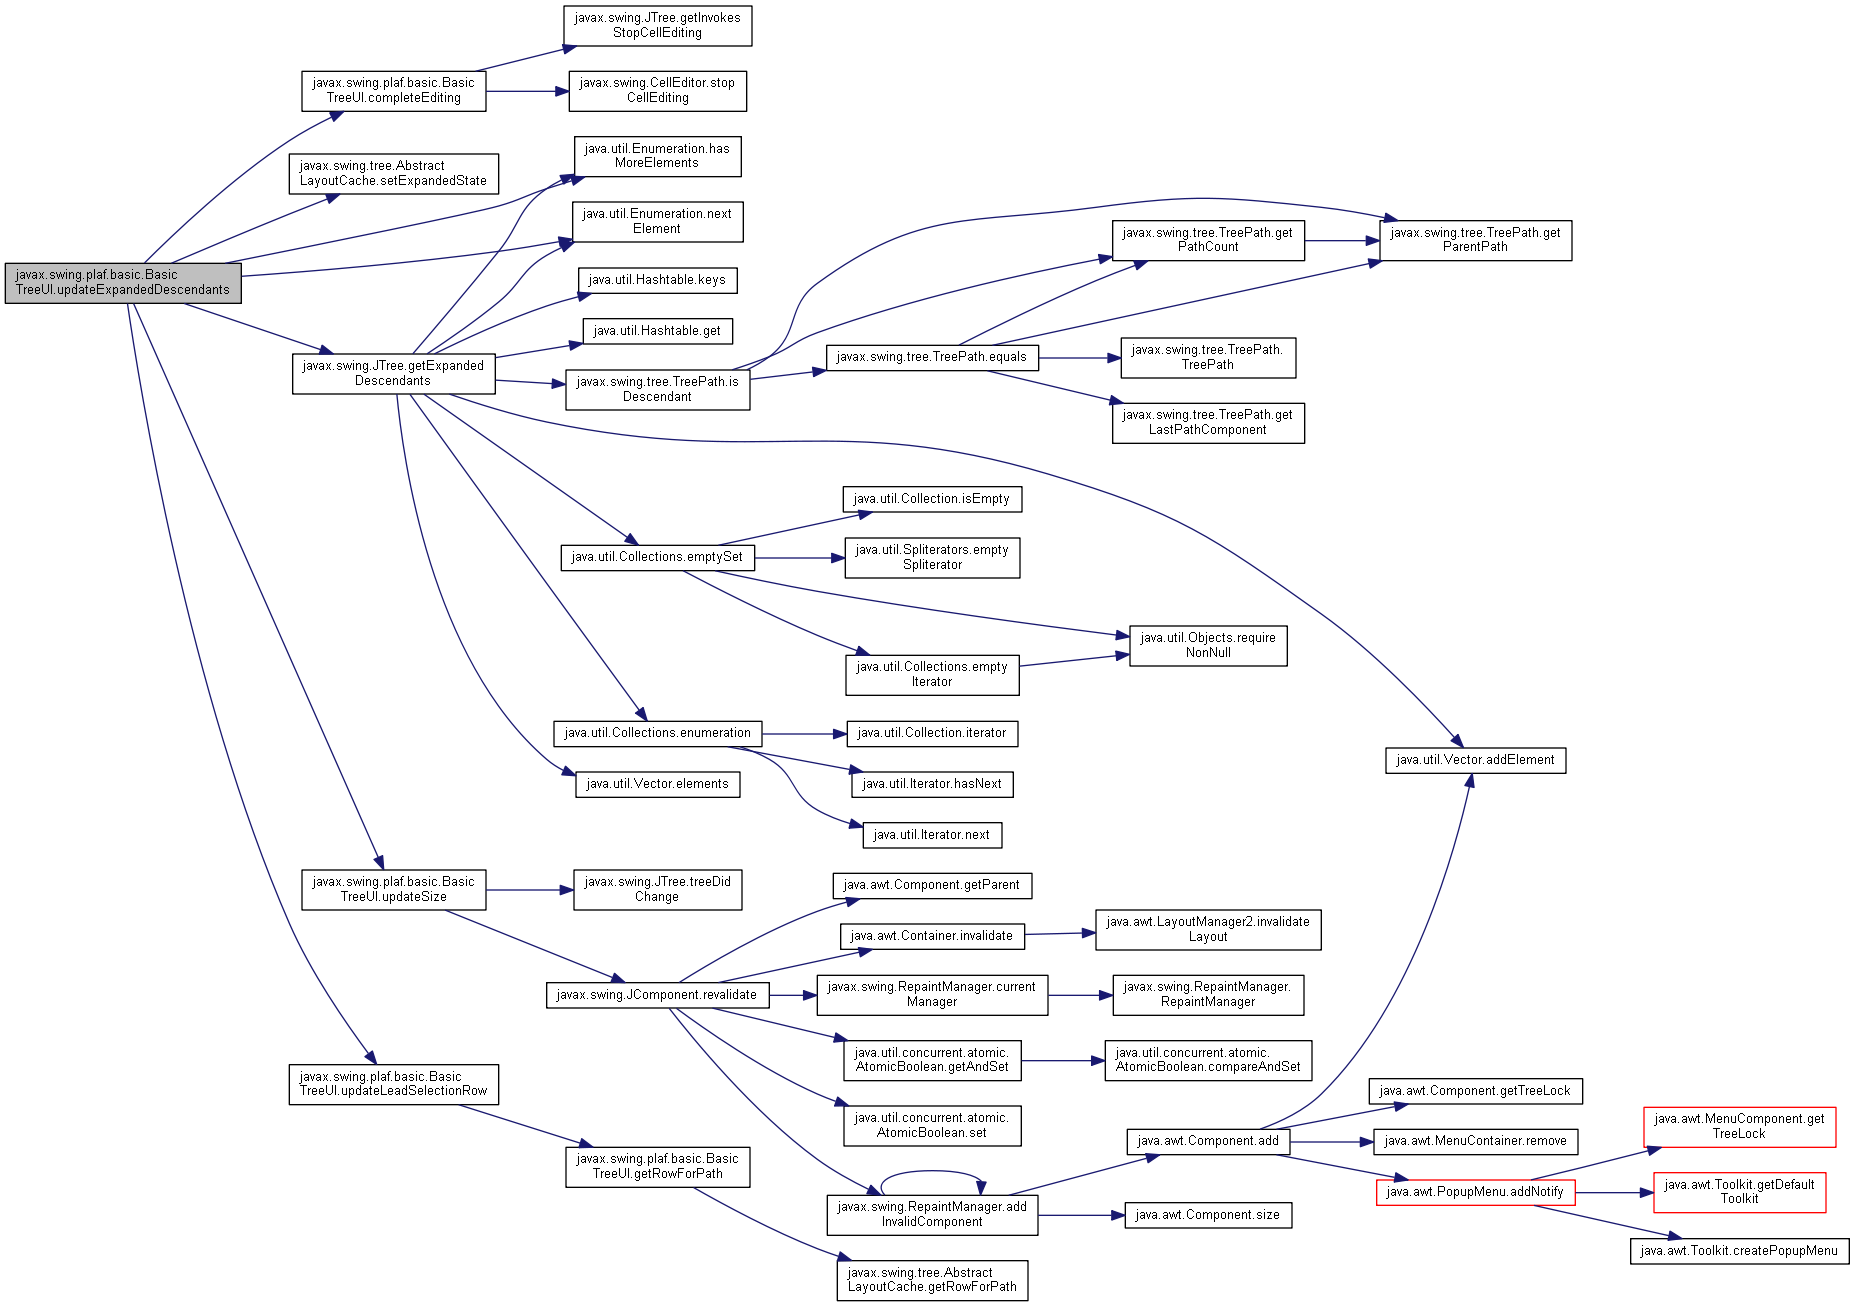 javax.swing.plaf.basic.Basic
TreeUI.updateExpandedDescendants
javax.swing.plaf.basic.Basic
TreeUI.completeEditing
javax.swing.JTree.getInvokes
StopCellEditing
javax.swing.CellEditor.stop
CellEditing
javax.swing.tree.Abstract
LayoutCache.setExpandedState
java.util.Enumeration.has
MoreElements
java.util.Enumeration.next
Element
javax.swing.JTree.getExpanded
Descendants
java.util.Hashtable.keys
java.util.Hashtable.get
javax.swing.tree.TreePath.is
Descendant
javax.swing.tree.TreePath.equals
javax.swing.tree.TreePath.get
PathCount
javax.swing.tree.TreePath.get
ParentPath
javax.swing.tree.TreePath.
TreePath
javax.swing.tree.TreePath.get
LastPathComponent
java.util.Collections.emptySet
java.util.Collection.isEmpty
java.util.Spliterators.empty
Spliterator
java.util.Collections.empty
Iterator
java.util.Objects.require
NonNull
java.util.Collections.enumeration
java.util.Collection.iterator
java.util.Iterator.hasNext
java.util.Iterator.next
java.util.Vector.elements
java.util.Vector.addElement
javax.swing.plaf.basic.Basic
TreeUI.updateSize
javax.swing.JTree.treeDid
Change
javax.swing.JComponent.revalidate
java.awt.Component.getParent
java.awt.Container.invalidate
java.awt.LayoutManager2.invalidate
Layout
javax.swing.RepaintManager.current
Manager
javax.swing.RepaintManager.
RepaintManager
java.util.concurrent.atomic.
AtomicBoolean.getAndSet
java.util.concurrent.atomic.
AtomicBoolean.compareAndSet
java.util.concurrent.atomic.
AtomicBoolean.set
javax.swing.RepaintManager.add
InvalidComponent
java.awt.Component.add
java.awt.Component.size
java.awt.Component.getTreeLock
java.awt.MenuContainer.remove
java.awt.PopupMenu.addNotify
java.awt.MenuComponent.get
TreeLock
java.awt.Toolkit.getDefault
Toolkit
java.awt.Toolkit.createPopupMenu
javax.swing.plaf.basic.Basic
TreeUI.updateLeadSelectionRow
javax.swing.plaf.basic.Basic
TreeUI.getRowForPath
javax.swing.tree.Abstract
LayoutCache.getRowForPath